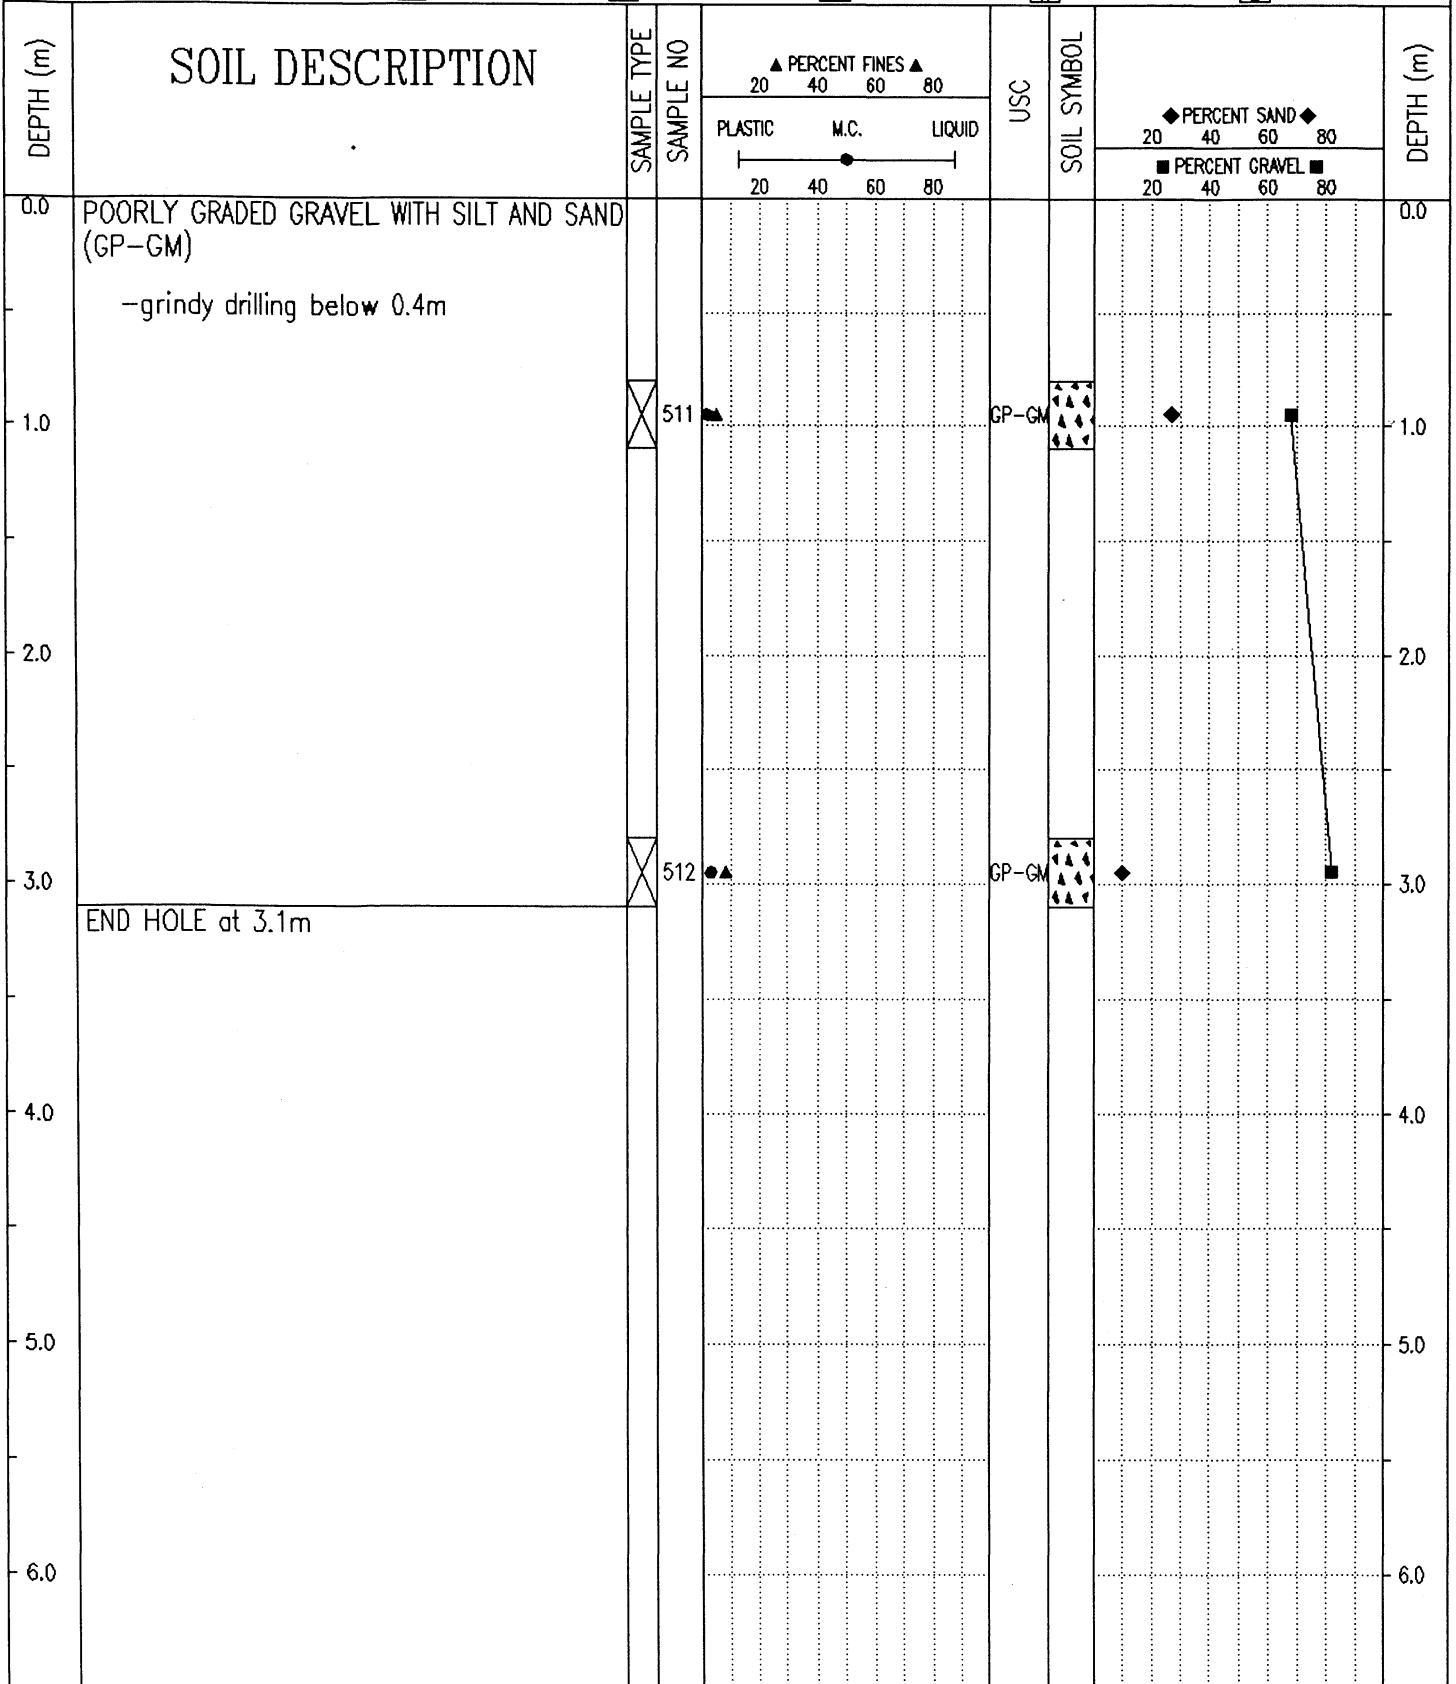 DEPTH (m)
SOIL DESCRIPTION
SAMPLE TYPE
SAMPLE NO
▲ PERCENT FINES ▲
20 40 60 80
PLASTIC M.C. LIQUID
20 40 60 80
USC
SOIL SYMBOL
◆ PERCENT SAND ◆
20 40 60 80
■ PERCENT GRAVEL ■
20 40 60 80
DEPTH (m)
0.0 0.0
POORLY GRADED GRAVEL WITH SILT AND SAND
(GP-GM)
-grindy drilling below 0.4m
1.0 511 GP-GM 1.0
2.0 2.0
3.0 512 GP-GM 3.0
END HOLE at 3.1m
4.0 4.0
5.0 5.0
6.0 6.0